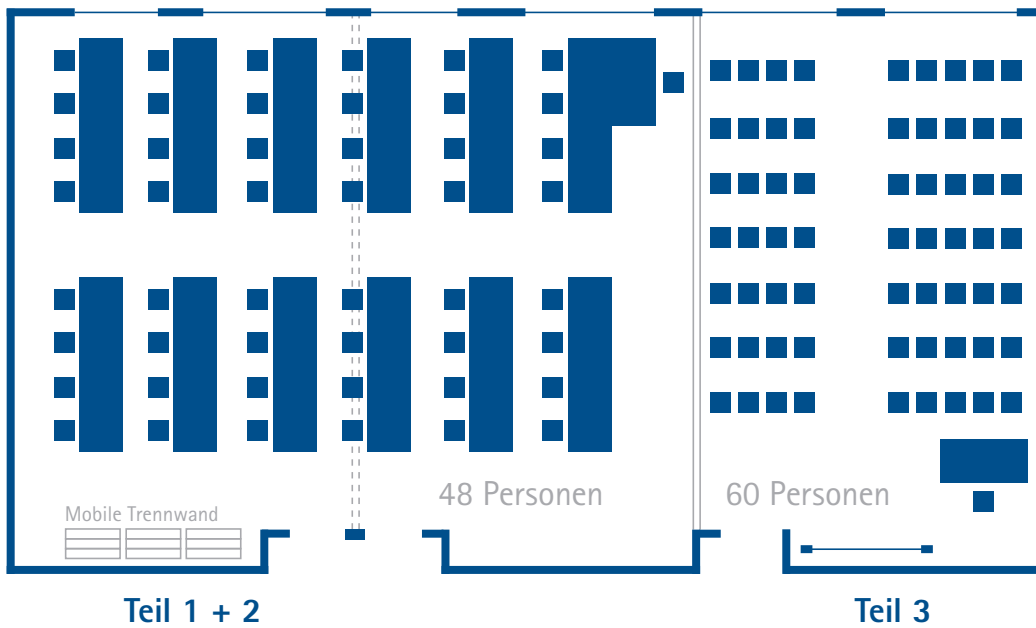 48 Personen
60 Personen
Mobile Trennwand
Teil 1 + 2
Teil 3